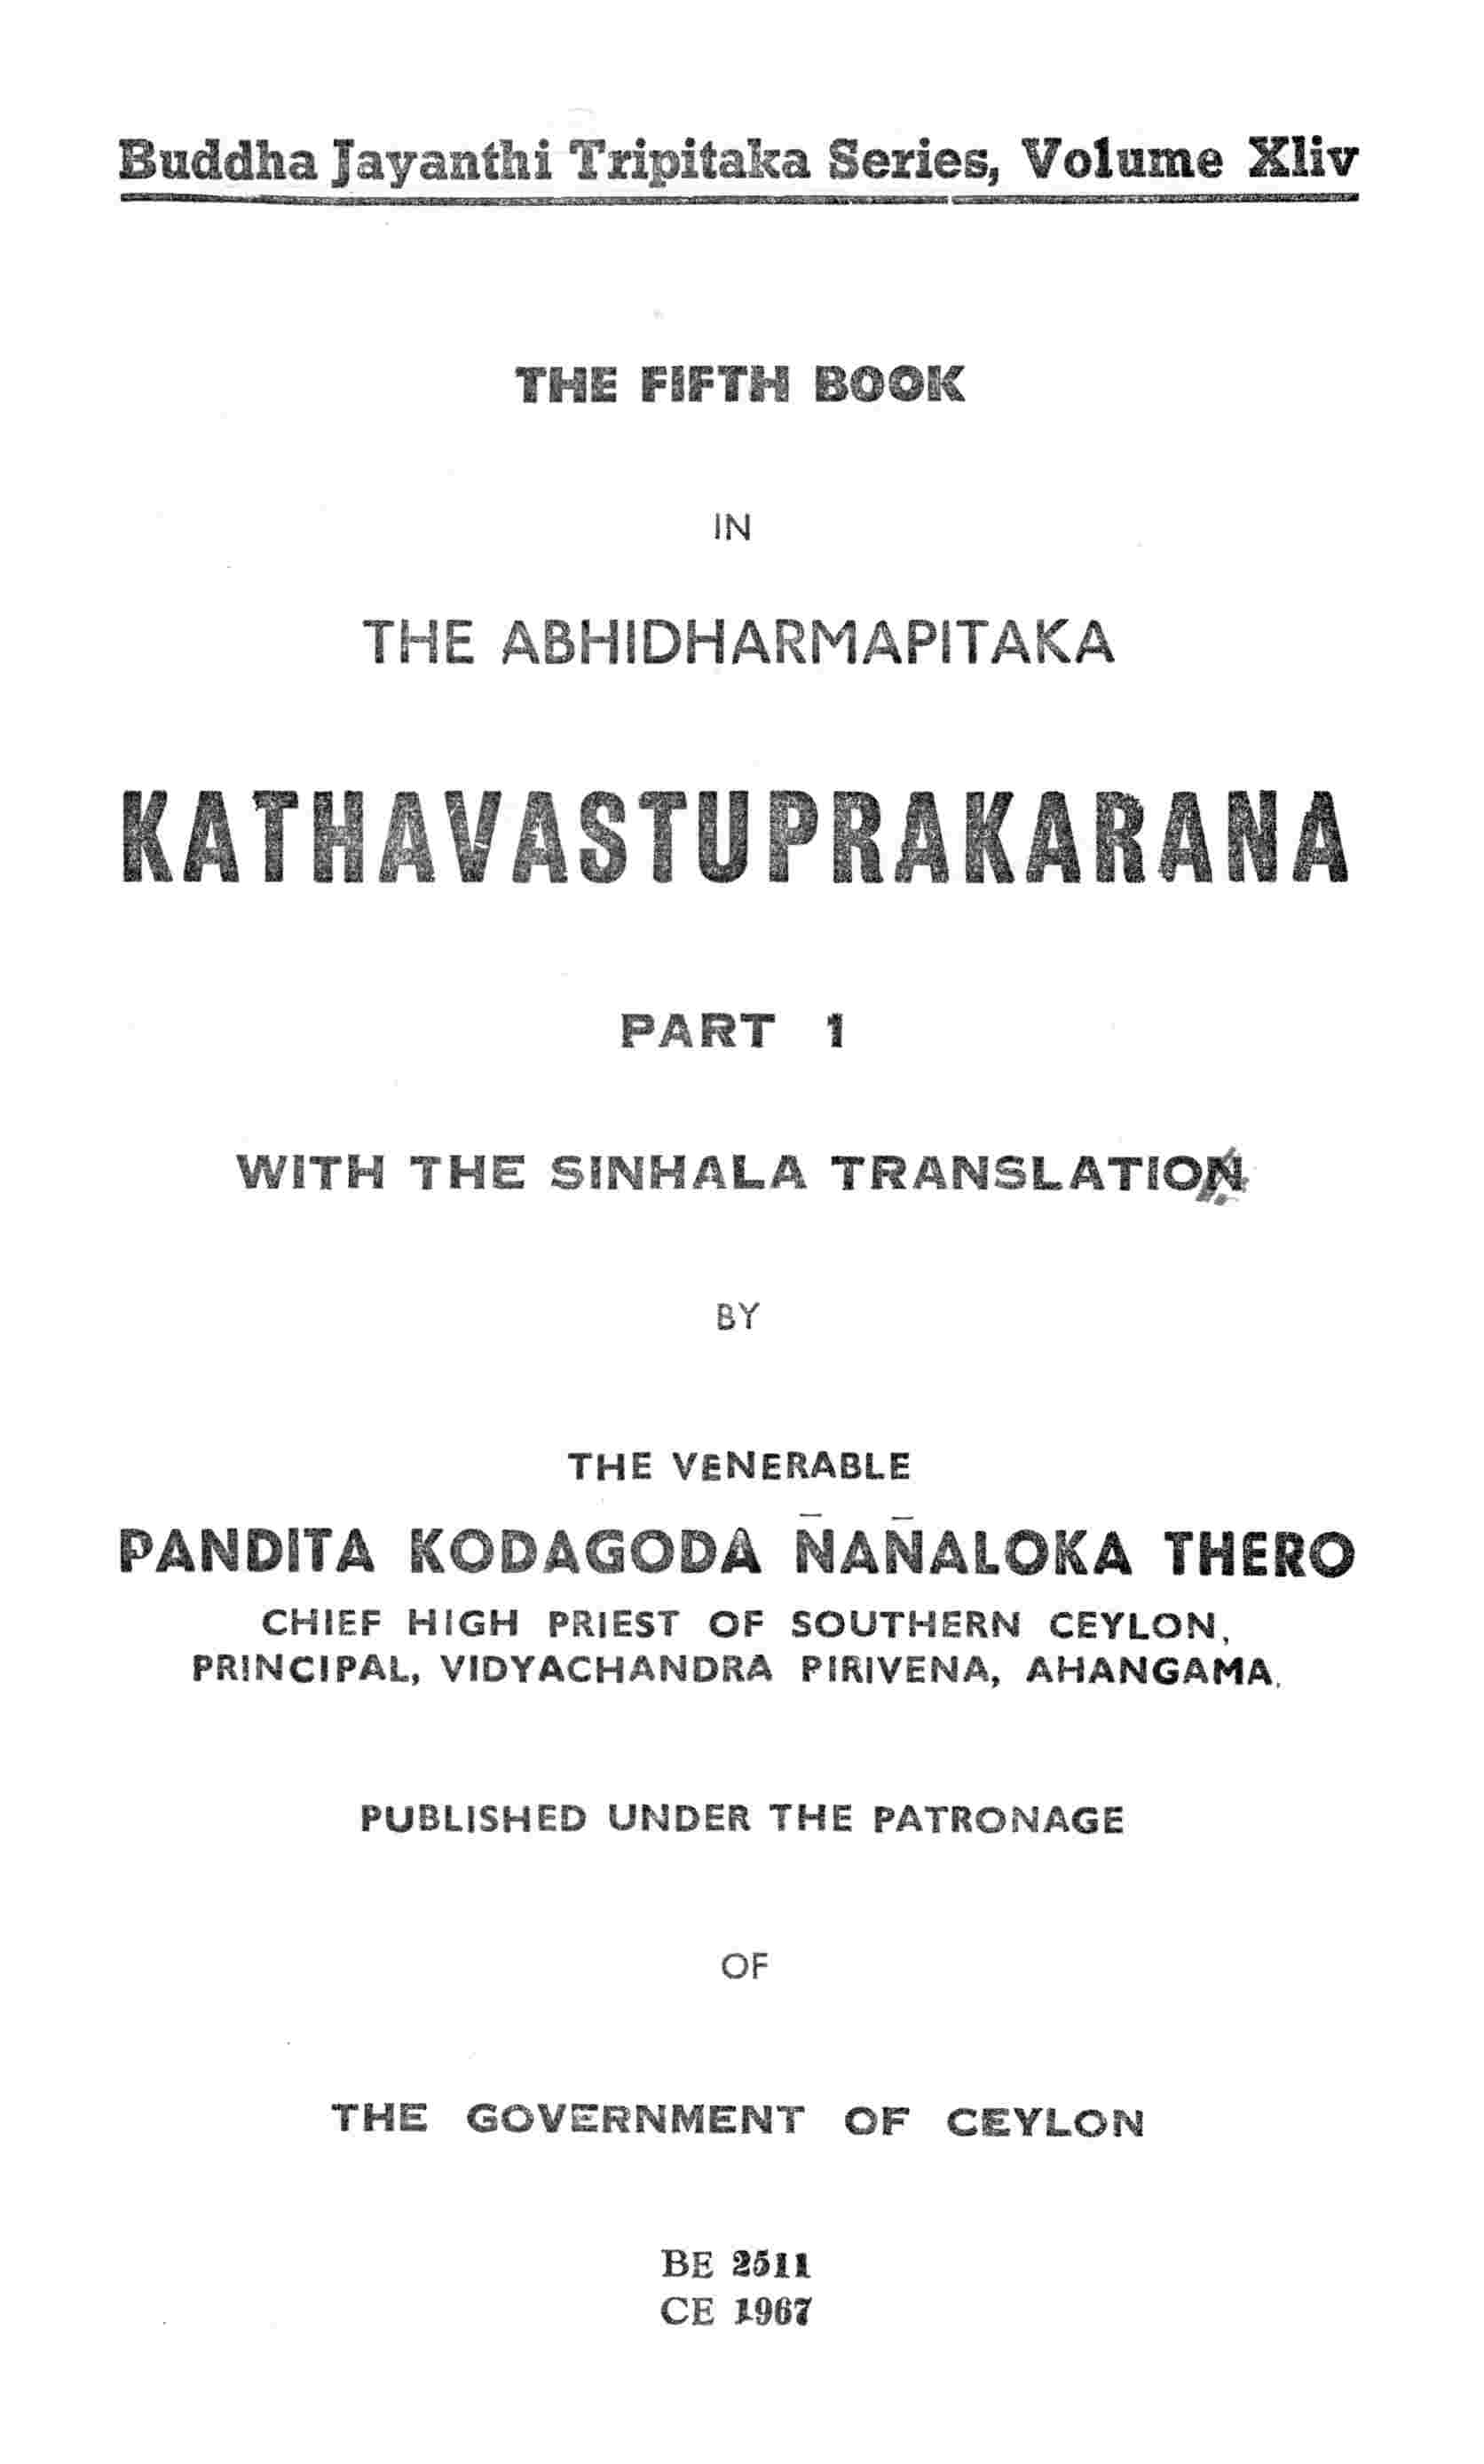 Buddha Jayanthi Tripitaka Series, Volume Xliv
THE FIFTH BOOK
IN
THE ABHIDHARMAPITAKA
KATHAVASTUPRAKARANA
PART 1
WITH THE SINHALA TRANSLATION
BY
THE VENERABLE
PANDITA KODAGODA ÑAÑALOKA THERO
CHIEF HIGH PRIEST OF SOUTHERN CEYLON,
PRINCIPAL, VIDYACHANDRA PIRIVENA, AHANGAMA.
PUBLISHED UNDER THE PATRONAGE
OF
THE GOVERNMENT OF CEYLON
BE 2511
CE 1967